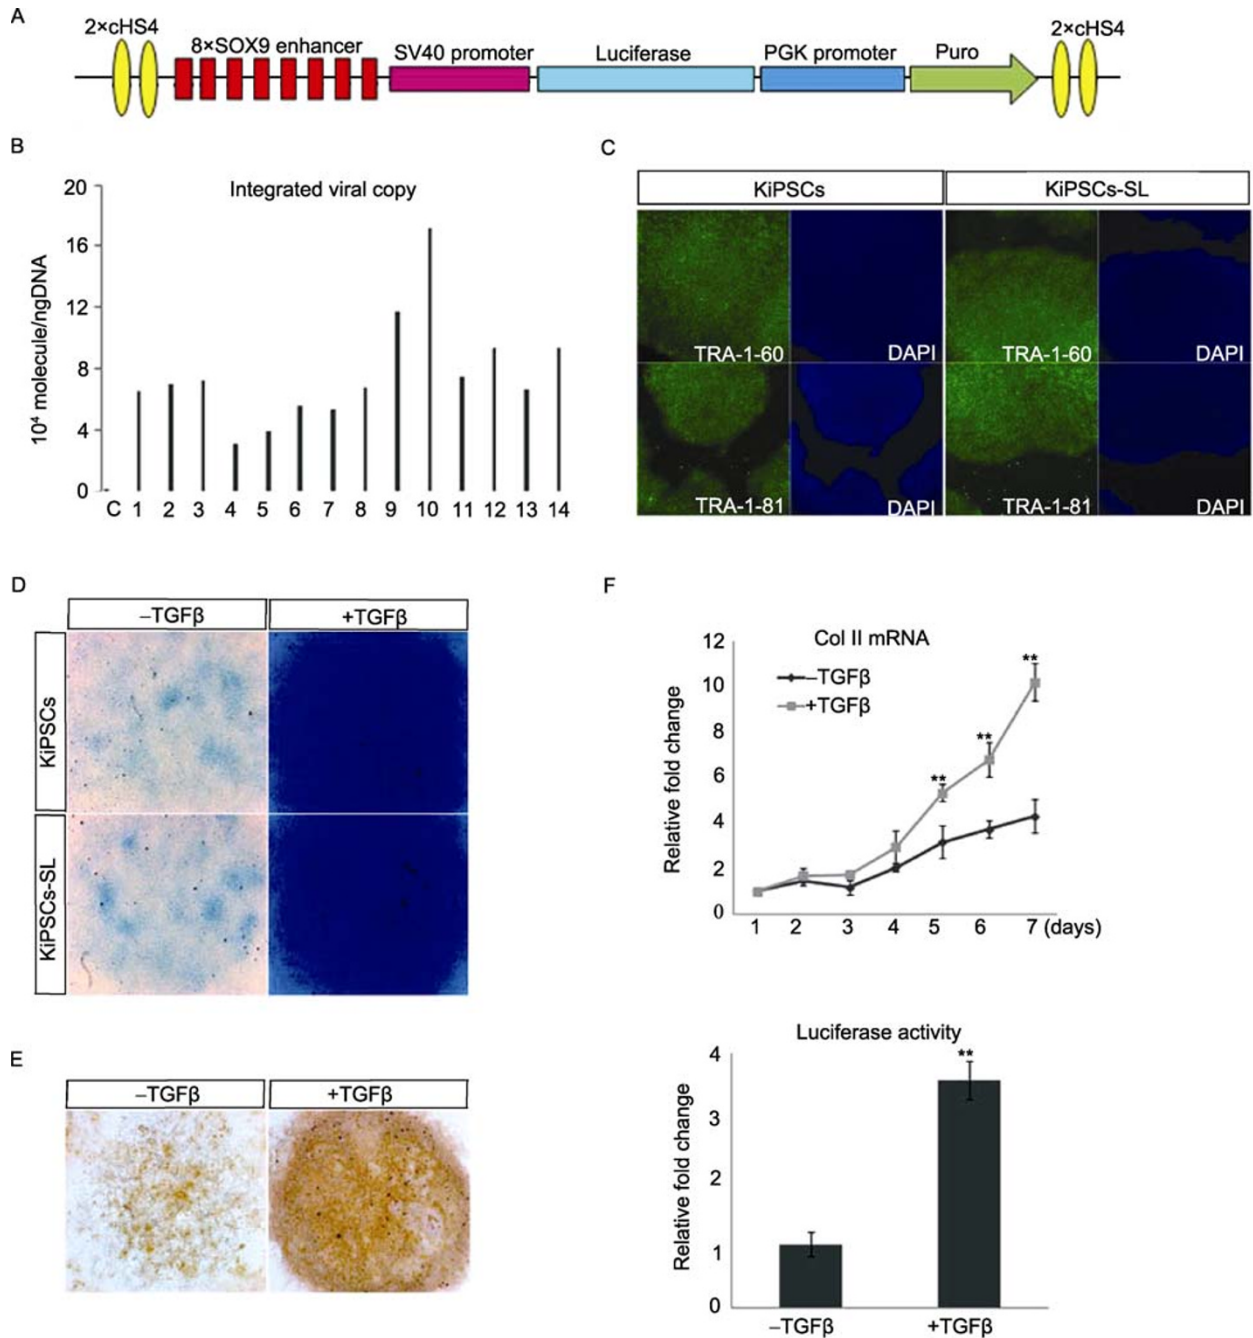 A
2×cHS4
8×SOX9 enhancer
SV40 promoter
Luciferase
PGK promoter
Puro
2×cHS4
B
Integrated viral copy
10⁴ molecule/ngDNA
20
16
12
8
4
0
C 1 2 3 4 5 6 7 8 9 10 11 12 13 14
C
KiPSCs
KiPSCs-SL
TRA-1-60
DAPI
TRA-1-60
DAPI
TRA-1-81
DAPI
TRA-1-81
DAPI
D
–TGFβ
+TGFβ
KiPSCs
KiPSCs-SL
E
–TGFβ
+TGFβ
F
Col II mRNA
–TGFβ
+TGFβ
Relative fold change
12
10
8
6
4
2
0
**
**
**
1 2 3 4 5 6 7 (days)
Luciferase activity
Relative fold change
4
3
2
1
0
**
–TGFβ
+TGFβ